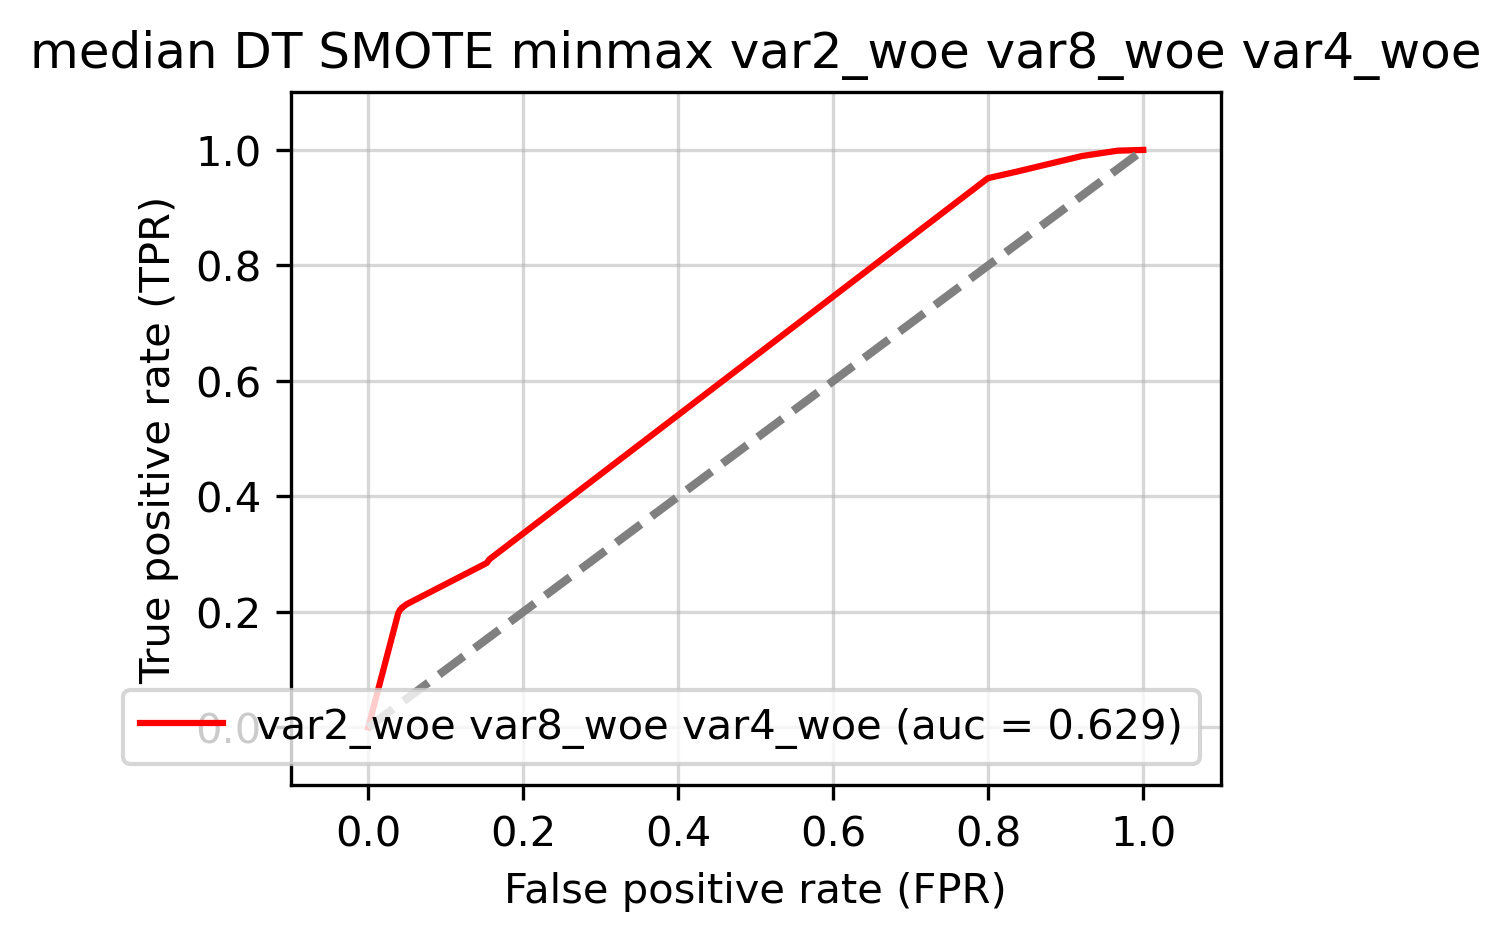 median DT SMOTE minmax var2_woe var8_woe var4_woe
True positive rate (TPR)
1.0
0.8
0.6
0.4
0.2
0.0
var2_woe var8_woe var4_woe (auc = 0.629)
0.0 0.2 0.4 0.6 0.8 1.0
False positive rate (FPR)